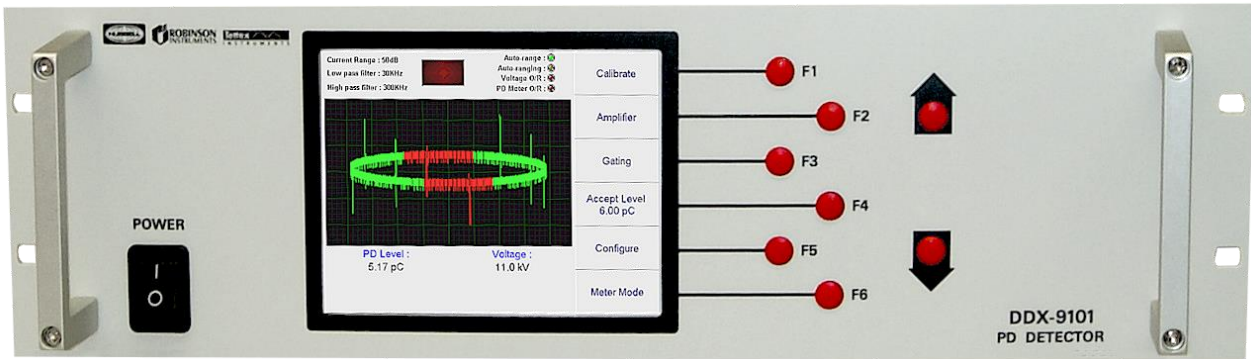 HUBBELL
ROBINSON
INSTRUMENTS
Tettex
INSTRUMENTS
POWER
Current Range : 50dB
Low pass filter : 30KHz
High pass filter : 300KHz
Auto range :
Auto ranging :
Voltage O/R :
PD Meter O/R :
PD Level :
5.17 pC
Voltage :
11.0 kV
Calibrate
Amplifier
Gating
Accept Level
6.00 pC
Configure
Meter Mode
F1
F2
F3
F4
F5
F6
DDX-9101
PD DETECTOR